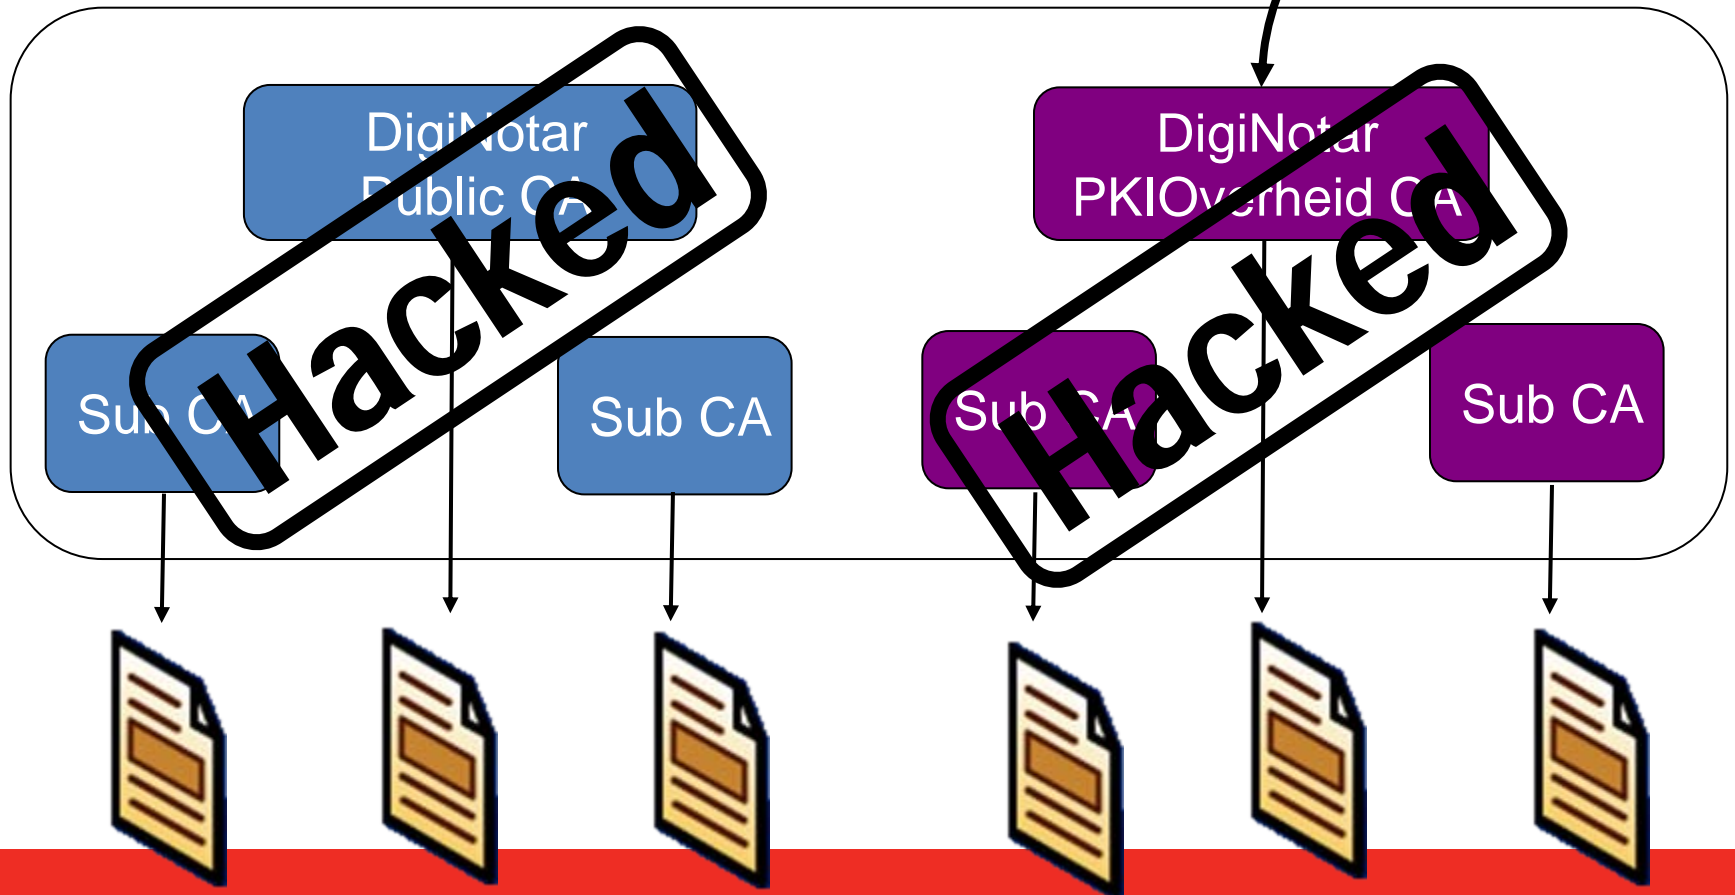 DigiNotar
Public CA
Hacked
Sub CA
Sub CA
DigiNotar
PKIOverheid CA
Hacked
Sub CA
Sub CA